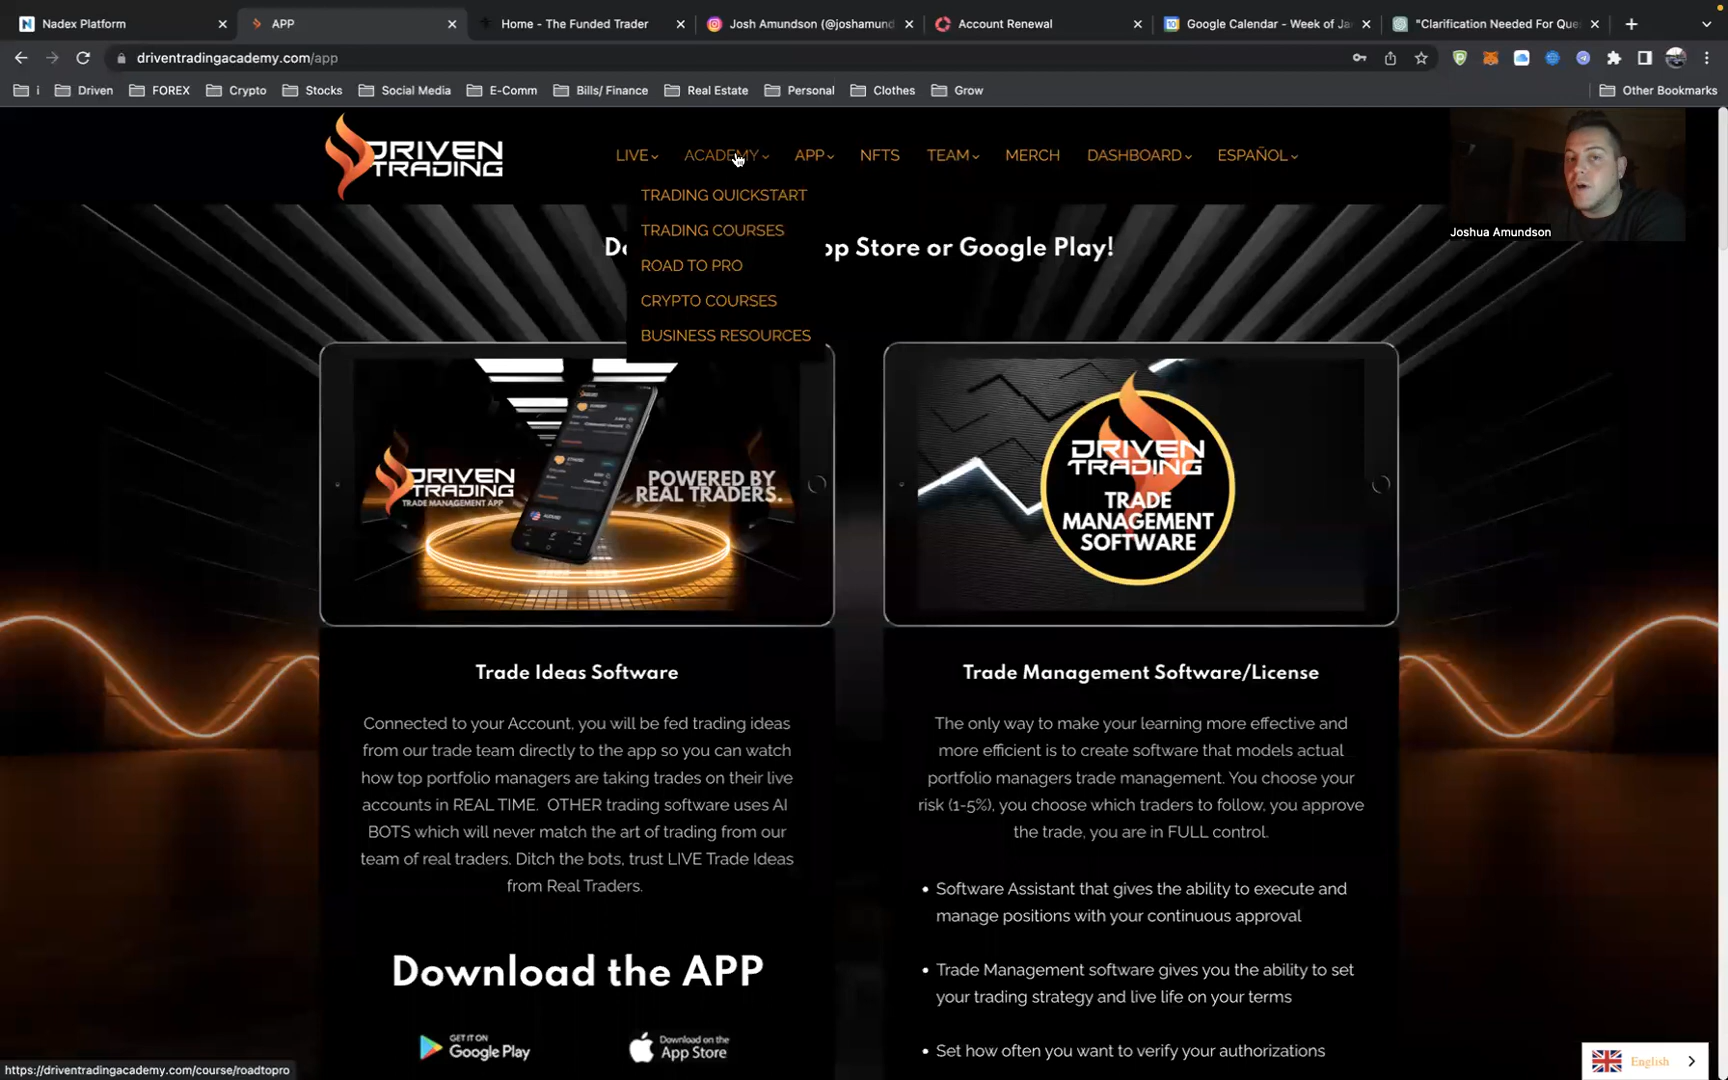 Nadex Platform
APP
Home - The Funded Trader
Josh Amundson (@joshamund
Account Renewal
Google Calendar - Week of Ja
"Clarification Needed For Que
driventradingacademy.com/app
i
Driven
FOREX
Crypto
Stocks
Social Media
E-Comm
Bills/ Finance
Real Estate
Personal
Clothes
Grow
Other Bookmarks
DRIVEN
TRADING
LIVE
ACADEMY
APP
NFTS
TEAM
MERCH
DASHBOARD
ESPAÑOL
TRADING QUICKSTART
TRADING COURSES
ROAD TO PRO
CRYPTO COURSES
BUSINESS RESOURCES
Joshua Amundson
Store or Google Play!
DRIVEN
TRADING
TRADE MANAGEMENT APP
POWERED BY
REAL TRADERS.
DRIVEN
TRADING
TRADE
MANAGEMENT
SOFTWARE
Trade Ideas Software
Connected to your Account, you will be fed trading ideas
from our trade team directly to the app so you can watch
how top portfolio managers are taking trades on their live
accounts in REAL TIME. OTHER trading software uses AI
BOTS which will never match the art of trading from our
team of real traders. Ditch the bots, trust LIVE Trade Ideas
from Real Traders.
Download the APP
GET IT ON
Google Play
Download on the
App Store
Trade Management Software/License
The only way to make your learning more effective and
more efficient is to create software that models actual
portfolio managers trade management. You choose your
risk (1-5%), you choose which traders to follow, you approve
the trade, you are in FULL control.
• Software Assistant that gives the ability to execute and
manage positions with your continuous approval
• Trade Management software gives you the ability to set
your trading strategy and live life on your terms
• Set how often you want to verify your authorizations
https://driventradingacademy.com/course/roadtopro
English